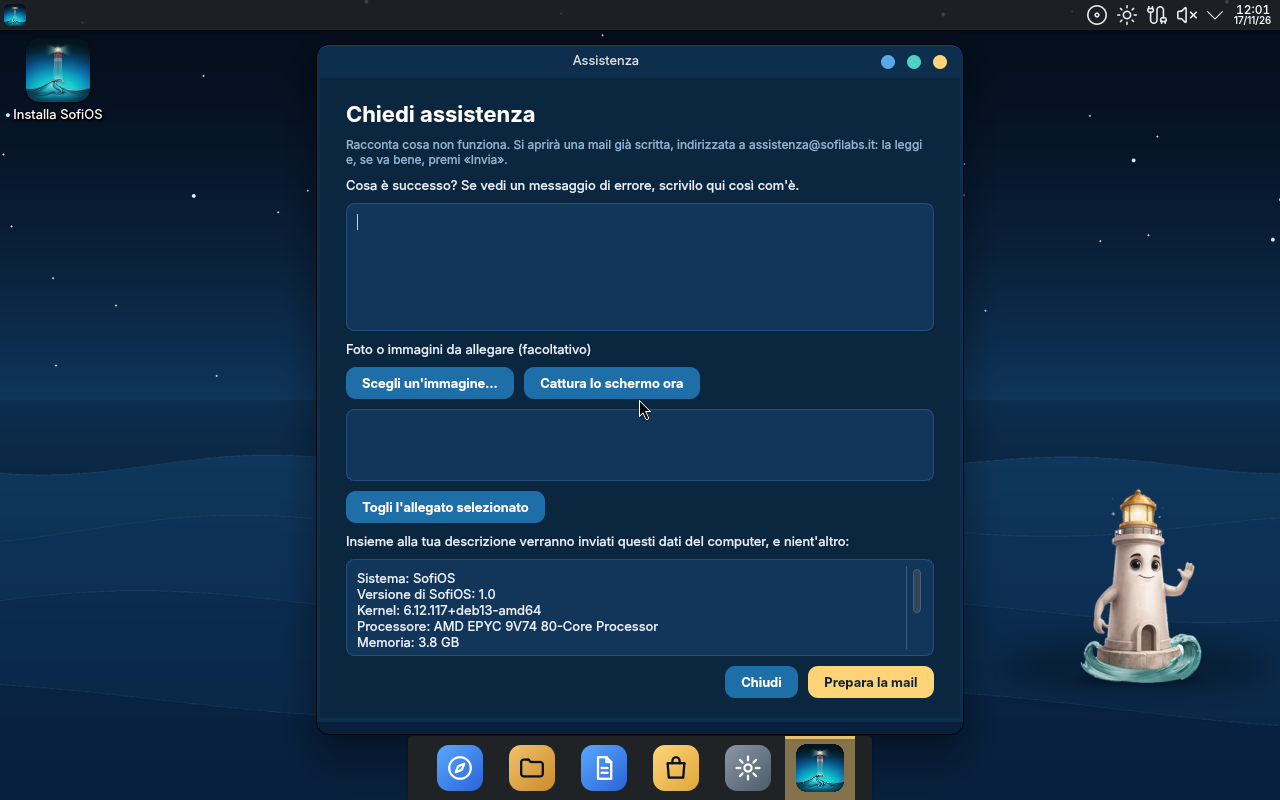 12:01
17/11/26
Installa SofiOS
Assistenza
Chiedi assistenza
Racconta cosa non funziona. Si aprirà una mail già scritta, indirizzata a assistenza@sofilabs.it: la leggi
e, se va bene, premi «Invia».
Cosa è successo? Se vedi un messaggio di errore, scrivilo qui così com'è.
Foto o immagini da allegare (facoltativo)
Scegli un'immagine...
Cattura lo schermo ora
Togli l'allegato selezionato
Insieme alla tua descrizione verranno inviati questi dati del computer, e nient'altro:
Sistema: SofiOS
Versione di SofiOS: 1.0
Kernel: 6.12.117+deb13-amd64
Processore: AMD EPYC 9V74 80-Core Processor
Memoria: 3.8 GB
Chiudi
Prepara la mail